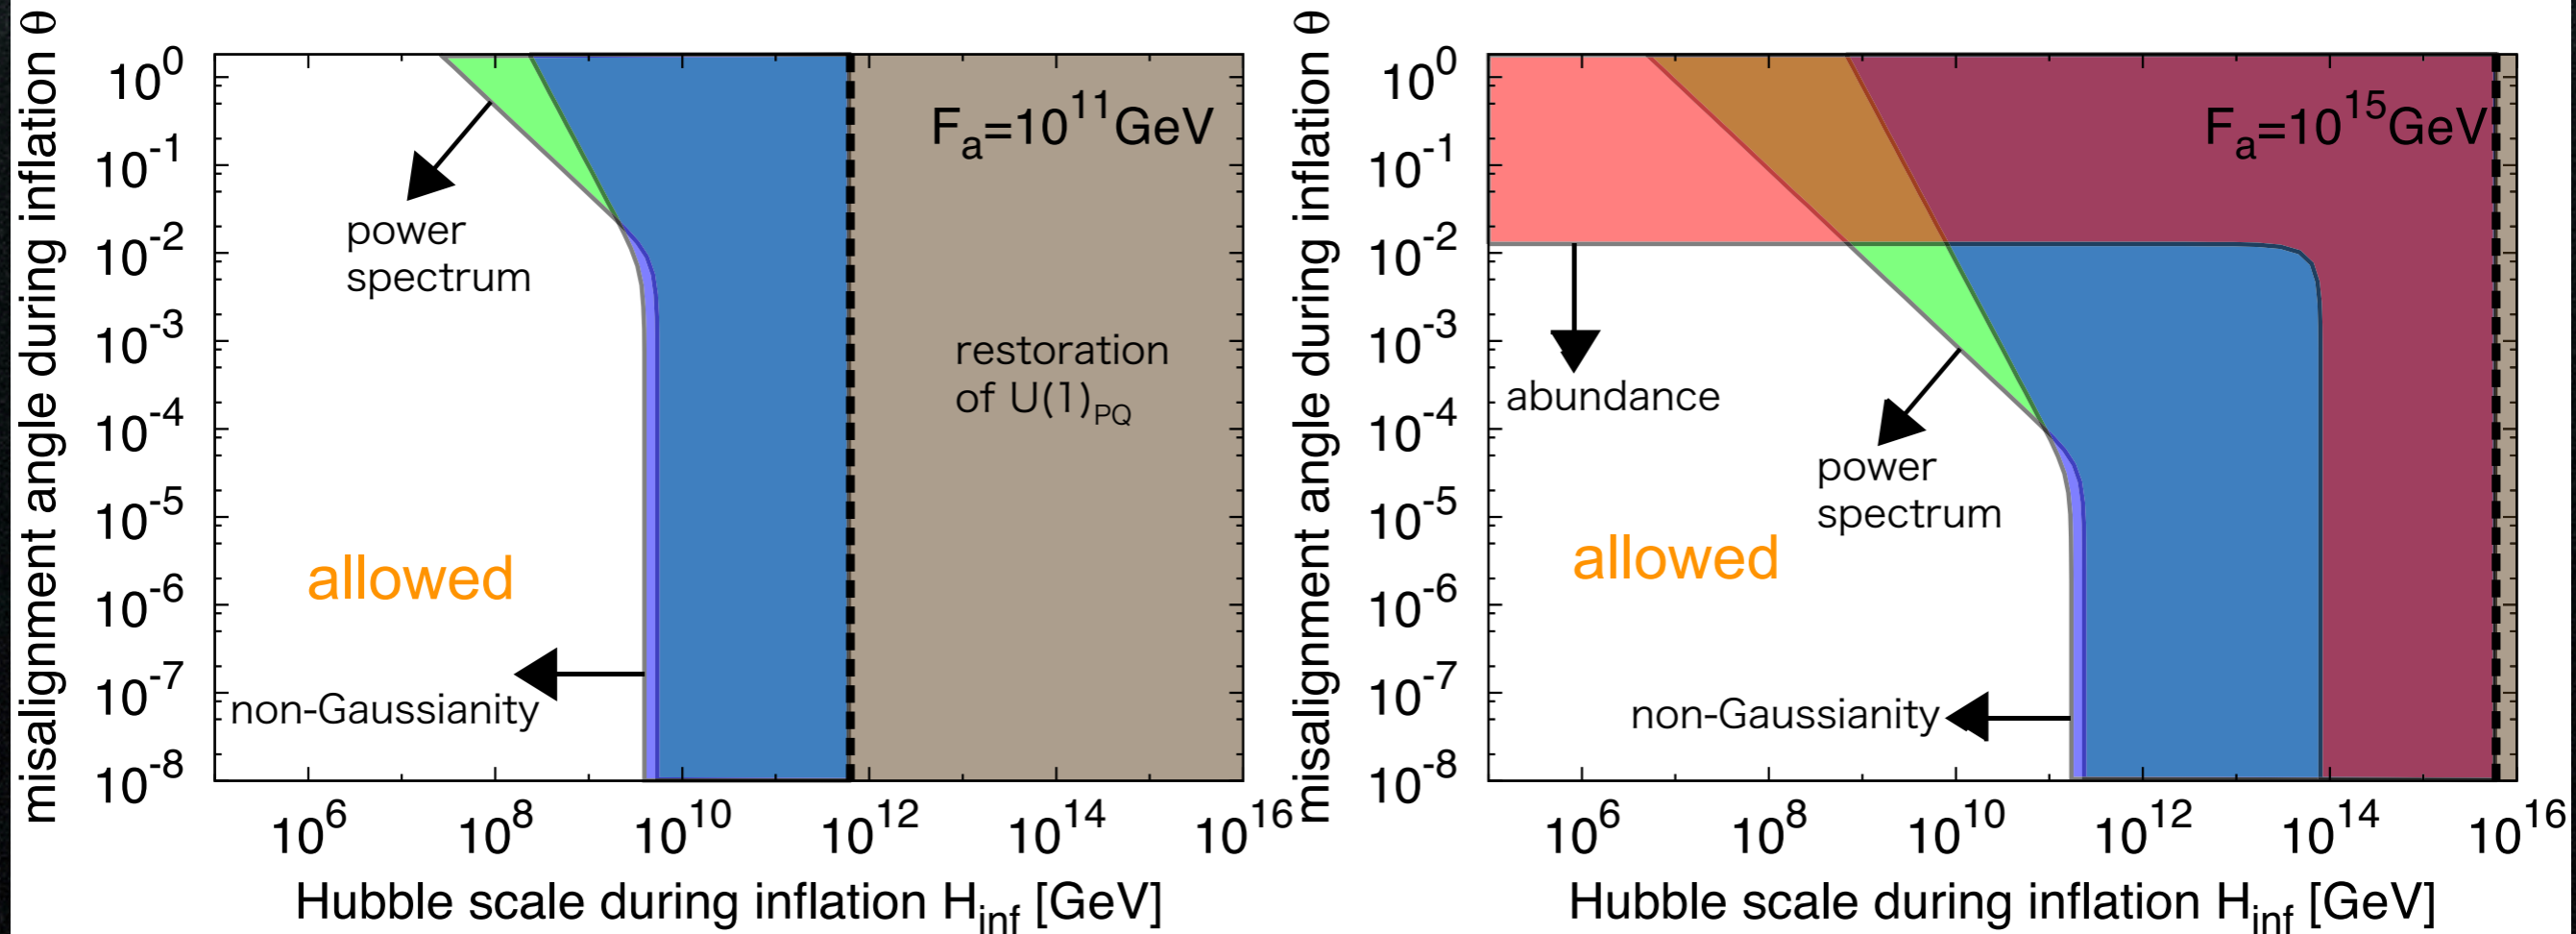 misalignment angle during inflation θ
10^0
10^-1
10^-2
10^-3
10^-4
10^-5
10^-6
10^-7
10^-8
F_a=10^11GeV
power
spectrum
restoration
of U(1)_PQ
allowed
non-Gaussianity
10^6
10^8
10^10
10^12
10^14
10^16
Hubble scale during inflation H_inf [GeV]
misalignment angle during inflation θ
10^0
10^-1
10^-2
10^-3
10^-4
10^-5
10^-6
10^-7
10^-8
F_a=10^15GeV
abundance
power
spectrum
allowed
non-Gaussianity
10^6
10^8
10^10
10^12
10^14
10^16
Hubble scale during inflation H_inf [GeV]